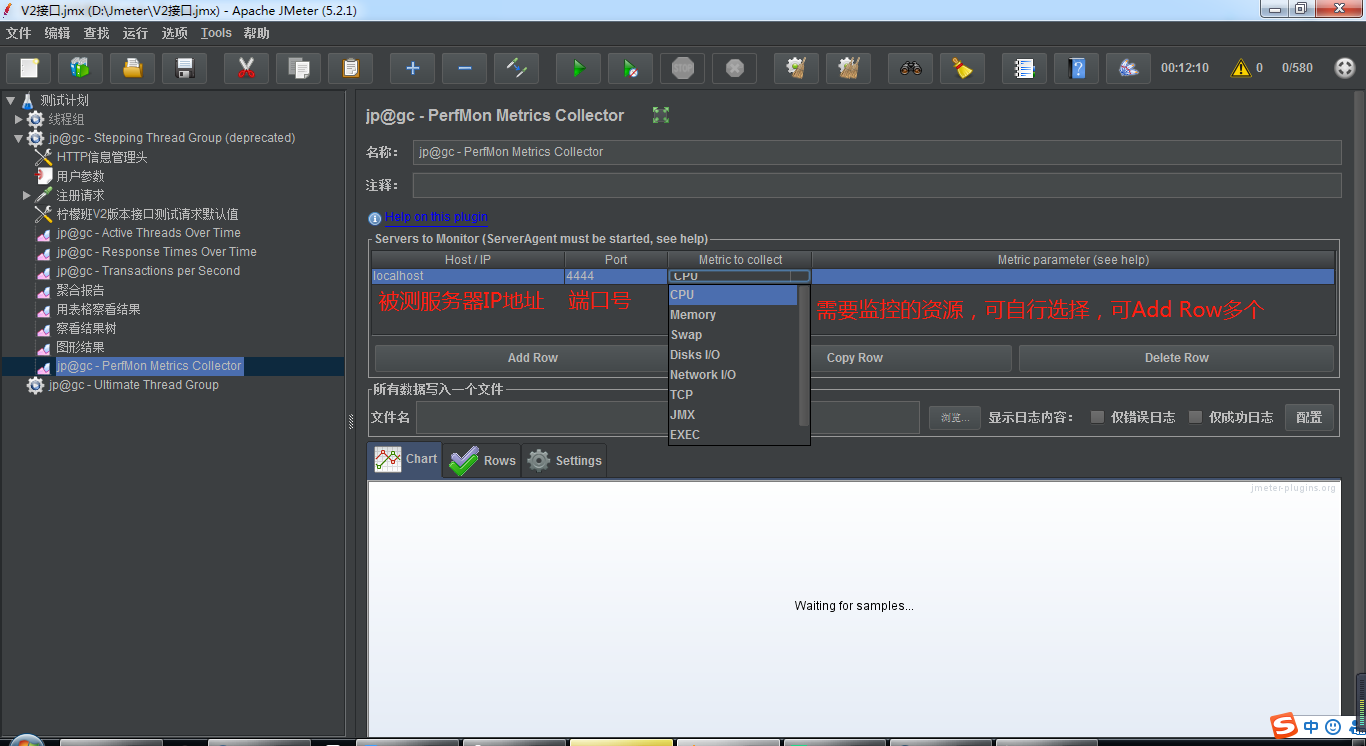 V2接口.jmx (D:\Jmeter\V2接口.jmx) - Apache JMeter (5.2.1)
文件 编辑 查找 运行 选项 Tools 帮助
STOP 00:12:10 0 0/580
测试计划
线程组
jp@gc - Stepping Thread Group (deprecated)
HTTP信息管理头
用户参数
注册请求
柠檬班V2版本接口测试请求默认值
jp@gc - Active Threads Over Time
jp@gc - Response Times Over Time
jp@gc - Transactions per Second
聚合报告
用表格察看结果
察看结果树
图形结果
jp@gc - PerfMon Metrics Collector
jp@gc - Ultimate Thread Group
jp@gc - PerfMon Metrics Collector
名称： jp@gc - PerfMon Metrics Collector
注释：
Help on this plugin
Servers to Monitor (ServerAgent must be started, see help)
Host / IP Port Metric to collect Metric parameter (see help)
localhost 4444 CPU
被测服务器IP地址 端口号 需要监控的资源，可自行选择，可Add Row多个
CPU
Memory
Swap
Disks I/O
Network I/O
TCP
JMX
EXEC
Add Row Copy Row Delete Row
所有数据写入一个文件
文件名 浏览... 显示日志内容： 仅错误日志 仅成功日志 配置
Chart Rows Settings
jmeter-plugins.org
Waiting for samples...
中